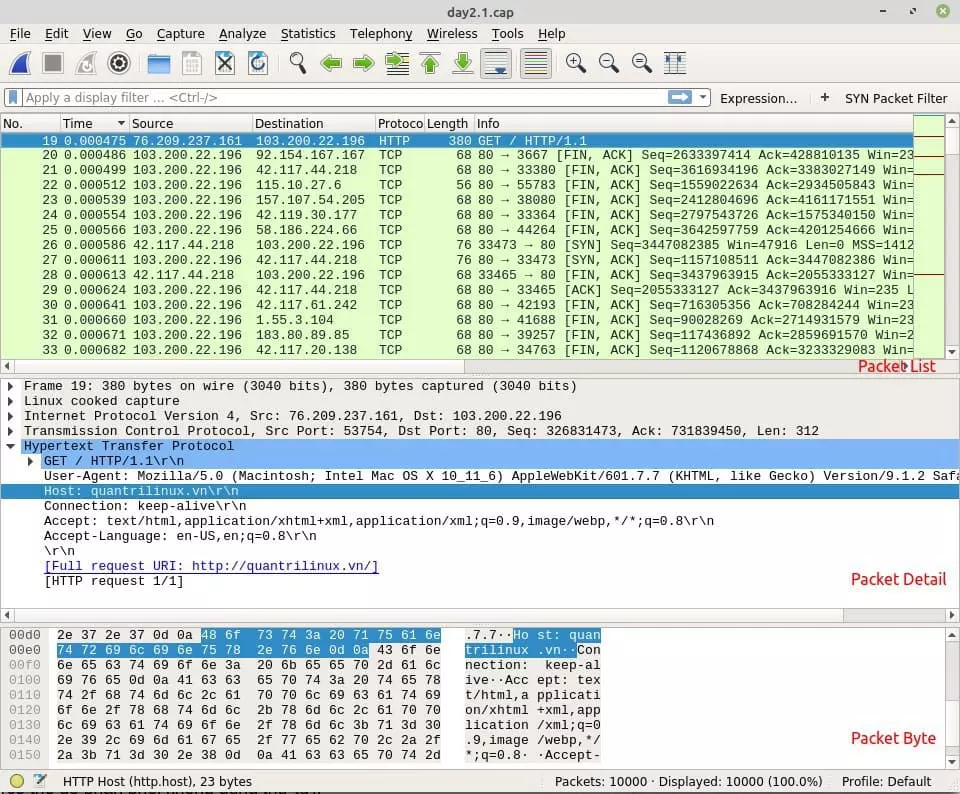 day2.1.cap
File Edit View Go Capture Analyze Statistics Telephony Wireless Tools Help
Apply a display filter ... <Ctrl-/> Expression... + SYN Packet Filter
No. Time Source Destination Protoco Length Info
19 0.000475 76.209.237.161 103.200.22.196 HTTP 380 GET / HTTP/1.1
20 0.000486 103.200.22.196 92.154.167.167 TCP 68 80 → 3667 [FIN, ACK] Seq=2633397414 Ack=428810135 Win=23
21 0.000499 103.200.22.196 42.117.44.218 TCP 68 80 → 33380 [FIN, ACK] Seq=3616934196 Ack=3383027149 Win=
22 0.000512 103.200.22.196 115.10.27.6 TCP 56 80 → 55783 [FIN, ACK] Seq=1559022634 Ack=2934505843 Win=
23 0.000539 103.200.22.196 157.107.54.205 TCP 68 80 → 38080 [FIN, ACK] Seq=2412804696 Ack=4161171551 Win=
24 0.000554 103.200.22.196 42.119.30.177 TCP 68 80 → 33364 [FIN, ACK] Seq=2797543726 Ack=1575340150 Win=
25 0.000566 103.200.22.196 58.186.224.66 TCP 68 80 → 44264 [FIN, ACK] Seq=3642597759 Ack=4201254666 Win=
26 0.000586 42.117.44.218 103.200.22.196 TCP 76 33473 → 80 [SYN] Seq=3447082385 Win=47916 Len=0 MSS=1412
27 0.000611 103.200.22.196 42.117.44.218 TCP 76 80 → 33473 [SYN, ACK] Seq=1157108511 Ack=3447082386 Win=
28 0.000613 42.117.44.218 103.200.22.196 TCP 68 33465 → 80 [FIN, ACK] Seq=3437963915 Ack=2055333127 Win=
29 0.000624 103.200.22.196 42.117.44.218 TCP 68 80 → 33465 [ACK] Seq=2055333127 Ack=3437963916 Win=235 L
30 0.000641 103.200.22.196 42.117.61.242 TCP 68 80 → 42193 [FIN, ACK] Seq=716305356 Ack=708284244 Win=23
31 0.000660 103.200.22.196 1.55.3.104 TCP 68 80 → 41688 [FIN, ACK] Seq=90028269 Ack=2714931579 Win=23
32 0.000671 103.200.22.196 183.80.89.85 TCP 68 80 → 39257 [FIN, ACK] Seq=117436892 Ack=2859691570 Win=2
33 0.000682 103.200.22.196 42.117.20.138 TCP 68 80 → 34763 [FIN, ACK] Seq=1120678868 Ack=3233329083 Win=
Packet List
Frame 19: 380 bytes on wire (3040 bits), 380 bytes captured (3040 bits)
Linux cooked capture
Internet Protocol Version 4, Src: 76.209.237.161, Dst: 103.200.22.196
Transmission Control Protocol, Src Port: 53754, Dst Port: 80, Seq: 326831473, Ack: 731839450, Len: 312
Hypertext Transfer Protocol
GET / HTTP/1.1\r\n
User-Agent: Mozilla/5.0 (Macintosh; Intel Mac OS X 10_11_6) AppleWebKit/601.7.7 (KHTML, like Gecko) Version/9.1.2 Safa
Host: quantrilinux.vn\r\n
Connection: keep-alive\r\n
Accept: text/html,application/xhtml+xml,application/xml;q=0.9,image/webp,*/*;q=0.8\r\n
Accept-Language: en-US,en;q=0.8\r\n
\r\n
[Full request URI: http://quantrilinux.vn/]
[HTTP request 1/1]
Packet Detail
00d0 2e 37 2e 37 0d 0a 48 6f 73 74 3a 20 71 75 61 6e .7.7··Ho st: quan
00e0 74 72 69 6c 69 6e 75 78 2e 76 6e 0d 0a 43 6f 6e trilinux .vn··Con
00f0 6e 65 63 74 69 6f 6e 3a 20 6b 65 65 70 2d 61 6c nection: keep-al
0100 69 76 65 0d 0a 41 63 63 65 70 74 3a 20 74 65 78 ive··Acc ept: tex
0110 74 2f 68 74 6d 6c 2c 61 70 70 6c 69 63 61 74 69 t/html,a pplicati
0120 6f 6e 2f 78 68 74 6d 6c 2b 78 6d 6c 2c 61 70 70 on/xhtml +xml,app
0130 6c 69 63 61 74 69 6f 6e 2f 78 6d 6c 3b 71 3d 30 lication /xml;q=0
0140 2e 39 2c 69 6d 61 67 65 2f 77 65 62 70 2c 2a 2f .9,image /webp,*/
0150 2a 3b 71 3d 30 2e 38 0d 0a 41 63 63 65 70 74 2d *;q=0.8· ·Accept-
Packet Byte
HTTP Host (http.host), 23 bytes Packets: 10000 · Displayed: 10000 (100.0%) Profile: Default